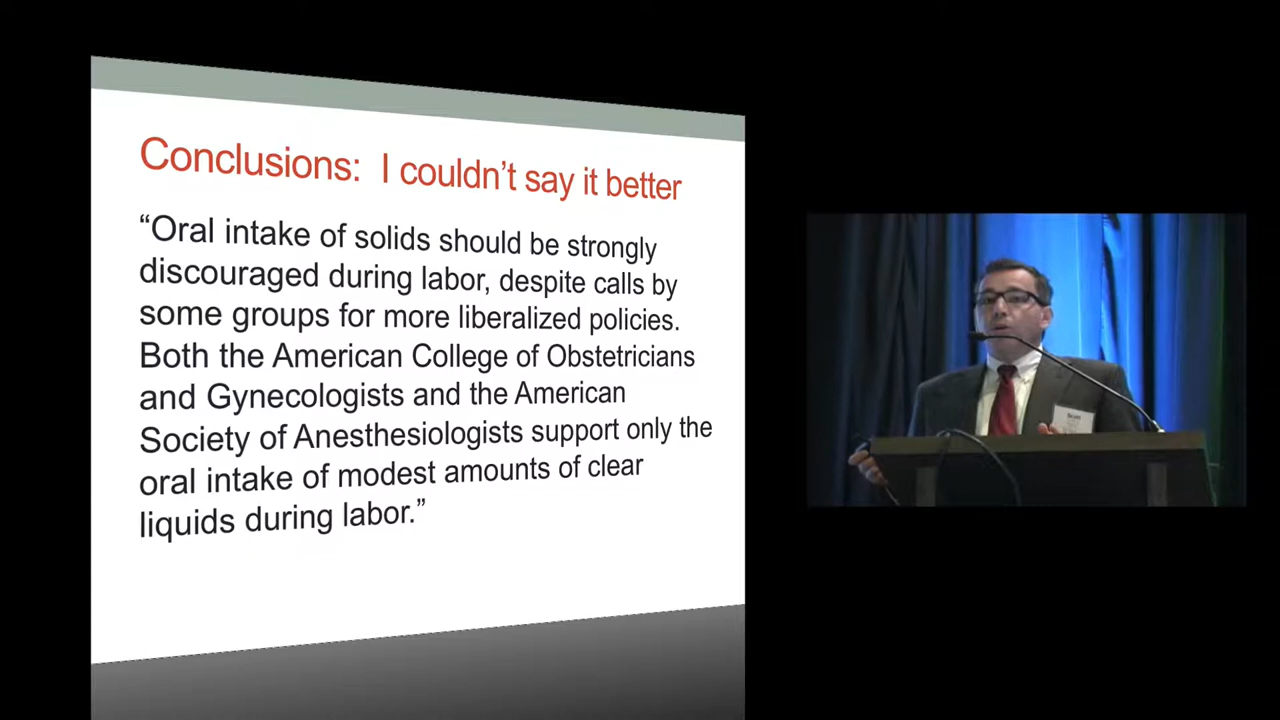 Conclusions: I couldn't say it better
“Oral intake of solids should be strongly
discouraged during labor, despite calls by
some groups for more liberalized policies.
Both the American College of Obstetricians
and Gynecologists and the American
Society of Anesthesiologists support only the
oral intake of modest amounts of clear
liquids during labor.”